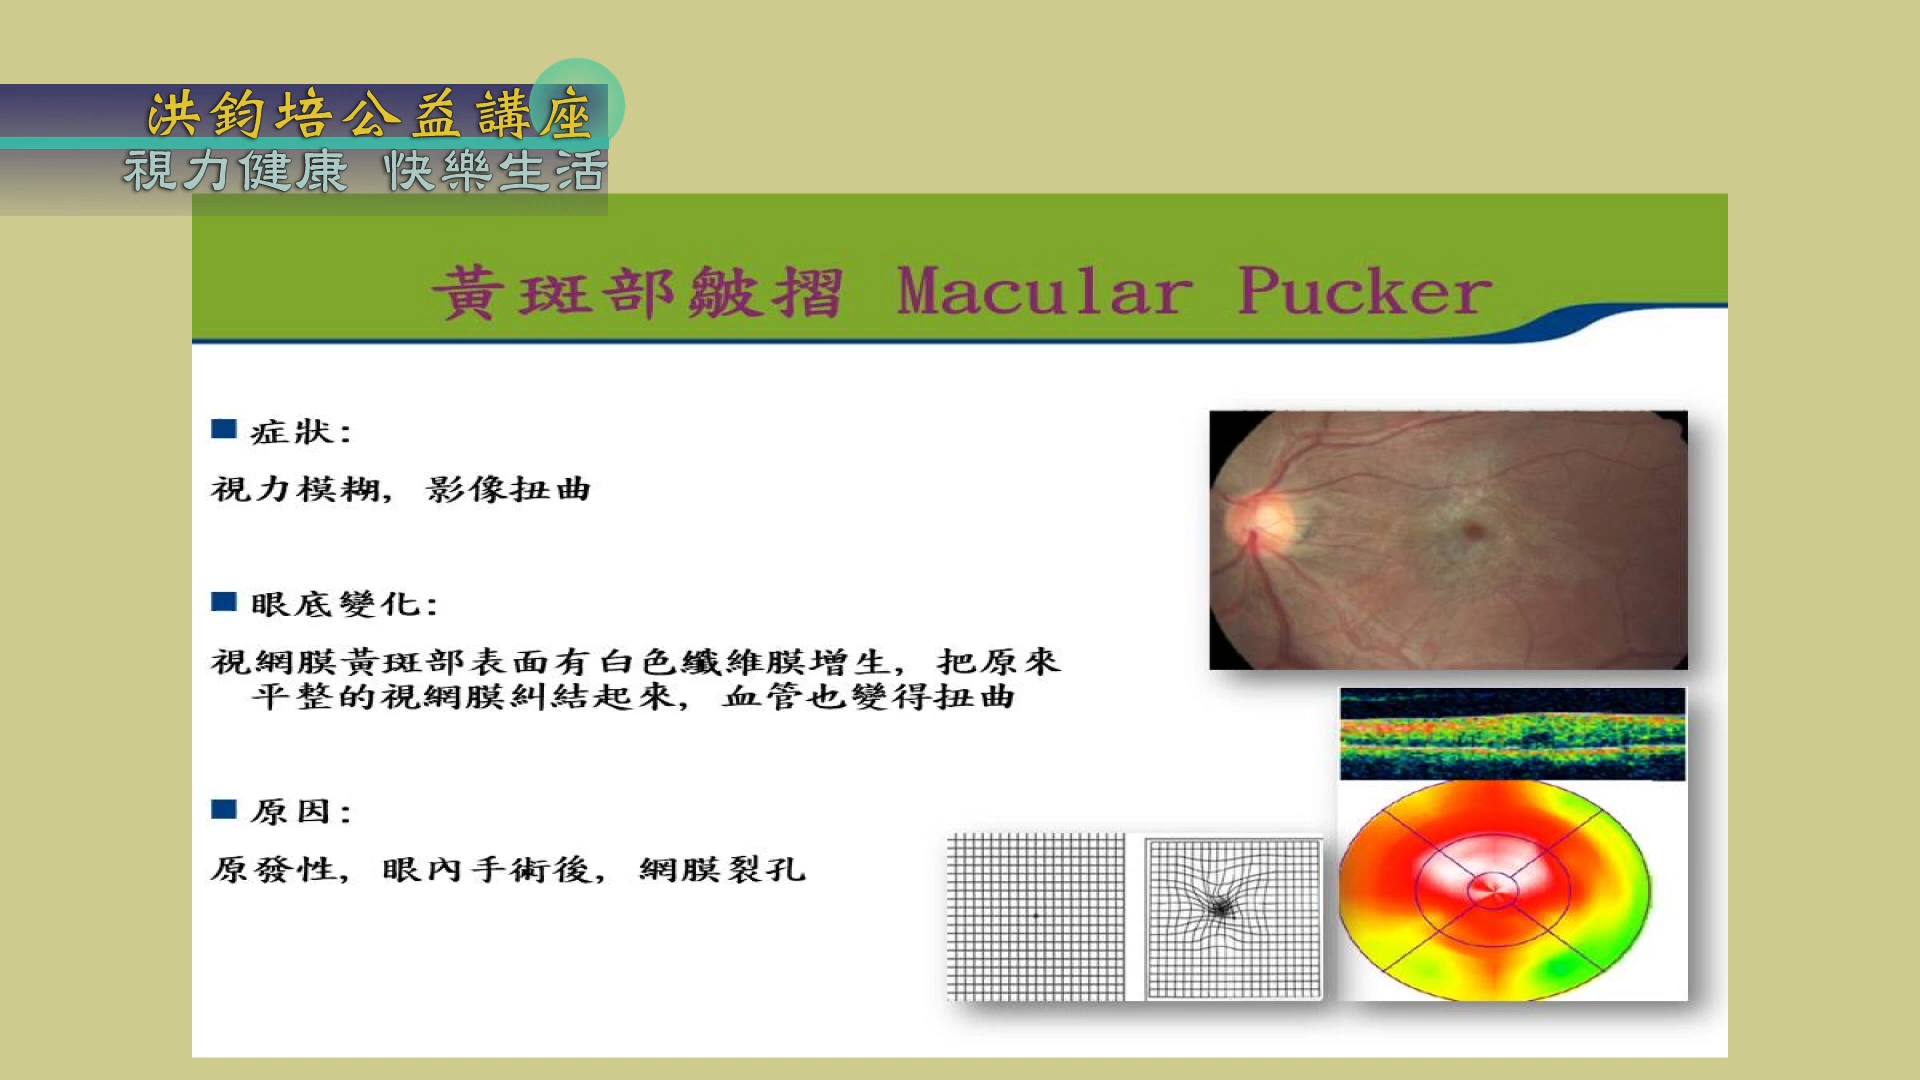 洪鈞培公益講座
視力健康 快樂生活
黃斑部皺摺 Macular Pucker
症狀:
視力模糊, 影像扭曲
眼底變化:
視網膜黃斑部表面有白色纖維膜增生, 把原來
平整的視網膜糾結起來, 血管也變得扭曲
原因:
原發性, 眼內手術後, 網膜裂孔